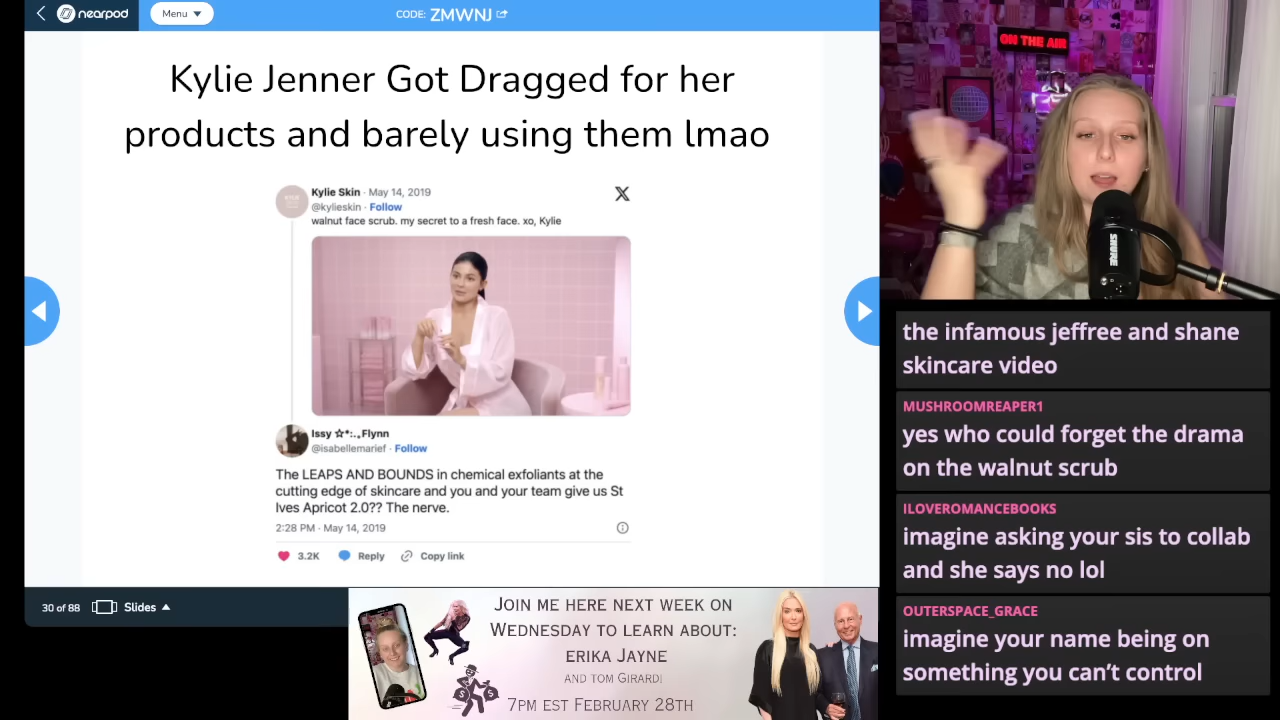 nearpod
Menu
CODE: ZMWNJ
Kylie Jenner Got Dragged for her
products and barely using them lmao
Kylie Skin · May 14, 2019
@kylieskin · Follow
walnut face scrub. my secret to a fresh face. xo, Kylie
Issy ☆*:.｡Flynn
@isabellemarief · Follow
The LEAPS AND BOUNDS in chemical exfoliants at the
cutting edge of skincare and you and your team give us St
Ives Apricot 2.0?? The nerve.
2:28 PM · May 14, 2019
3.2K Reply Copy link
30 of 88 Slides
JOIN ME HERE NEXT WEEK ON
WEDNESDAY TO LEARN ABOUT:
ERIKA JAYNE
AND TOM GIRARDI
7PM EST FEBRUARY 28TH
ON THE AIR
SHURE
the infamous jeffree and shane
skincare video
MUSHROOMREAPER1
yes who could forget the drama
on the walnut scrub
ILOVEROMANCEBOOKS
imagine asking your sis to collab
and she says no lol
OUTERSPACE_GRACE
imagine your name being on
something you can’t control